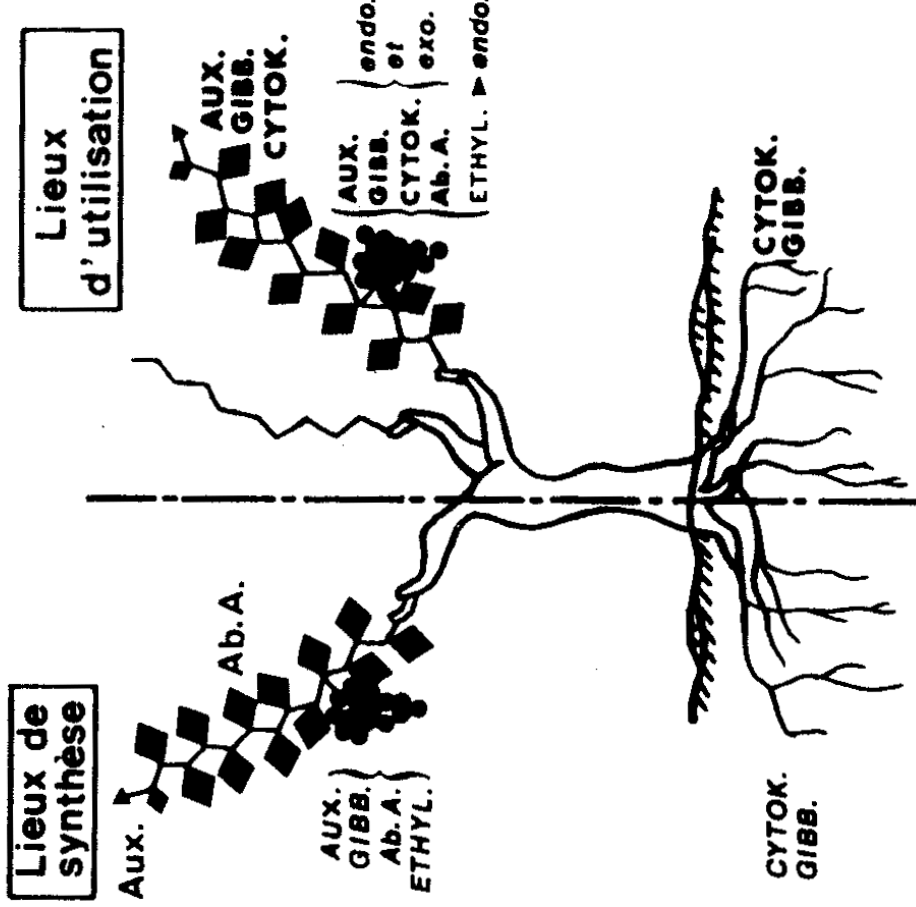 Lieux de
synthèse
Aux.
Ab.A.
AUX.
GIBB.
Ab.A.
ETHYL.
CYTOK.
GIBB.
Lieux
d'utilisation
AUX.
GIBB.
CYTOK.
AUX.
GIBB.
CYTOK.
Ab.A.
endo.
et
exo.
ETHYL. ➤ endo.
CYTOK.
GIBB.